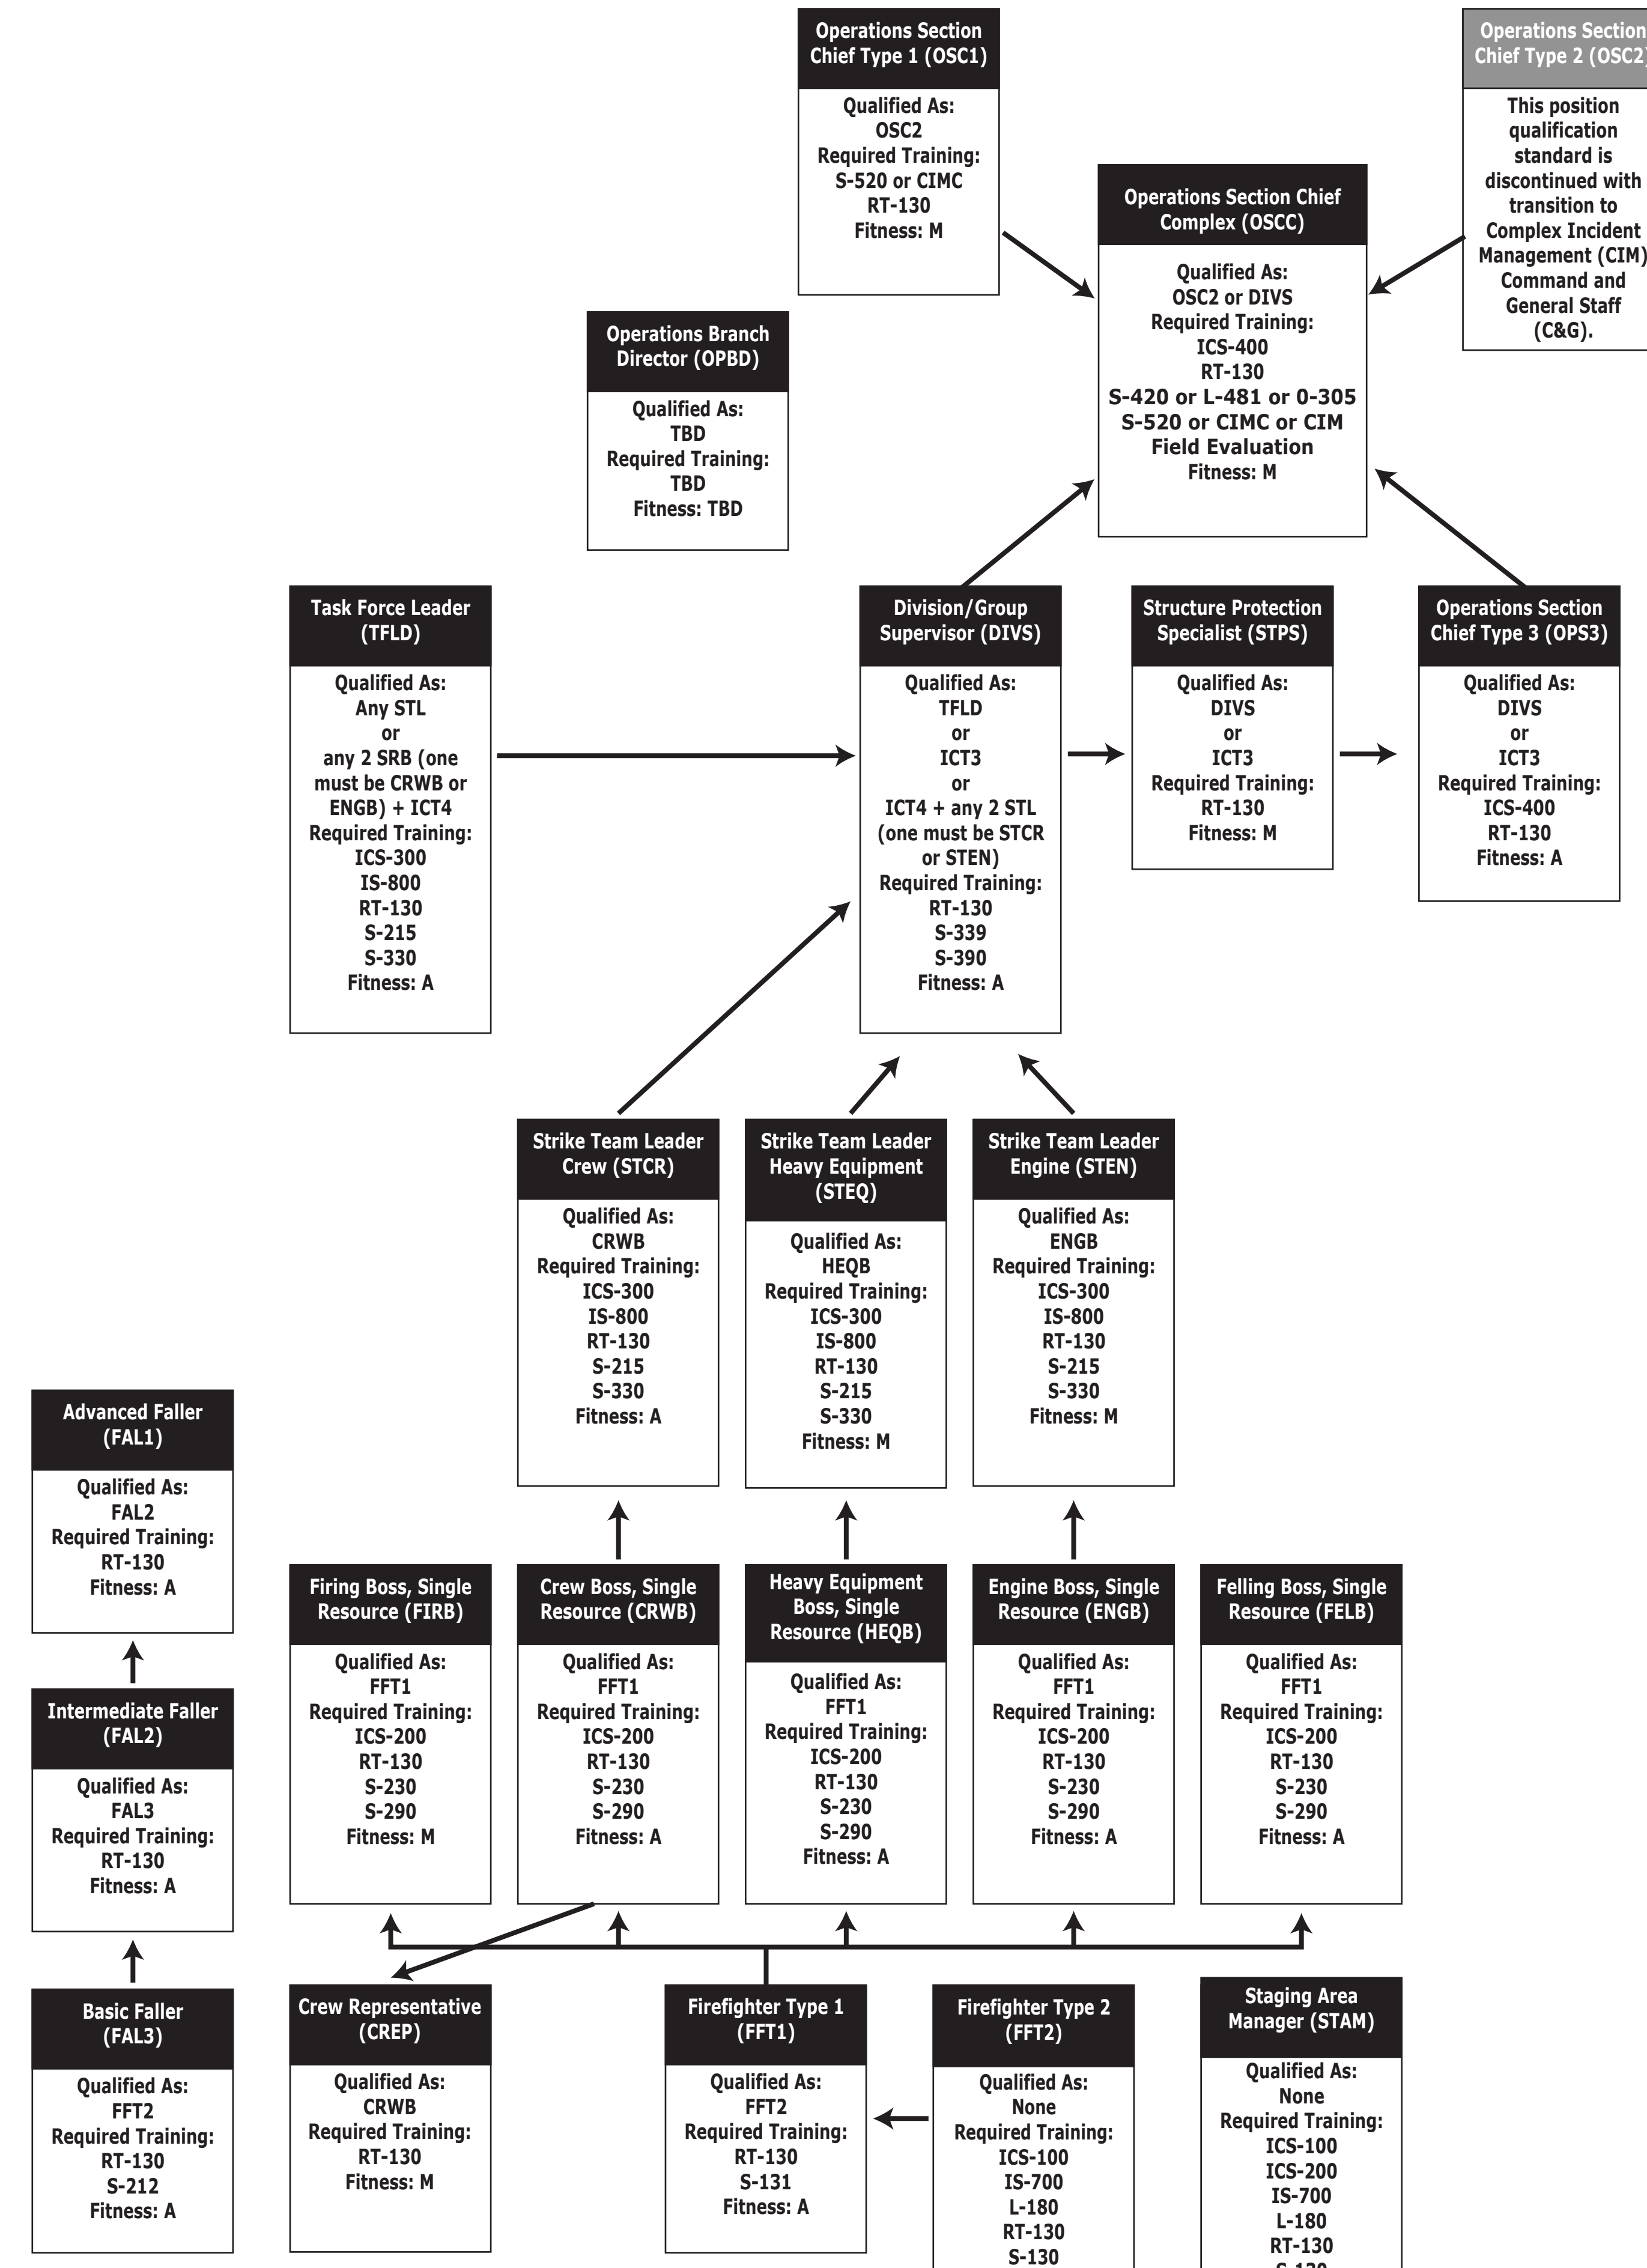 Operations Section
Chief Type 1 (OSC1)
Qualified As:
OSC2
Required Training:
S-520 or CIMC
RT-130
Fitness: M
Operations Section
Chief Type 2 (OSC2)
This position
qualification
standard is
discontinued with
transition to
Complex Incident
Management (CIM)
Command and
General Staff
(C&G).
Operations Section Chief
Complex (OSCC)
Qualified As:
OSC2 or DIVS
Required Training:
ICS-400
RT-130
S-420 or L-481 or 0-305
S-520 or CIMC or CIM
Field Evaluation
Fitness: M
Operations Branch
Director (OPBD)
Qualified As:
TBD
Required Training:
TBD
Fitness: TBD
Task Force Leader
(TFLD)
Qualified As:
Any STL
or
any 2 SRB (one
must be CRWB or
ENGB) + ICT4
Required Training:
ICS-300
IS-800
RT-130
S-215
S-330
Fitness: A
Division/Group
Supervisor (DIVS)
Qualified As:
TFLD
or
ICT3
or
ICT4 + any 2 STL
(one must be STCR
or STEN)
Required Training:
RT-130
S-339
S-390
Fitness: A
Structure Protection
Specialist (STPS)
Qualified As:
DIVS
or
ICT3
Required Training:
RT-130
Fitness: M
Operations Section
Chief Type 3 (OPS3)
Qualified As:
DIVS
or
ICT3
Required Training:
ICS-400
RT-130
Fitness: A
Strike Team Leader
Crew (STCR)
Qualified As:
CRWB
Required Training:
ICS-300
IS-800
RT-130
S-215
S-330
Fitness: A
Strike Team Leader
Heavy Equipment
(STEQ)
Qualified As:
HEQB
Required Training:
ICS-300
IS-800
RT-130
S-215
S-330
Fitness: M
Strike Team Leader
Engine (STEN)
Qualified As:
ENGB
Required Training:
ICS-300
IS-800
RT-130
S-215
S-330
Fitness: M
Advanced Faller
(FAL1)
Qualified As:
FAL2
Required Training:
RT-130
Fitness: A
Intermediate Faller
(FAL2)
Qualified As:
FAL3
Required Training:
RT-130
Fitness: A
Basic Faller
(FAL3)
Qualified As:
FFT2
Required Training:
RT-130
S-212
Fitness: A
Firing Boss, Single
Resource (FIRB)
Qualified As:
FFT1
Required Training:
ICS-200
RT-130
S-230
S-290
Fitness: M
Crew Boss, Single
Resource (CRWB)
Qualified As:
FFT1
Required Training:
ICS-200
RT-130
S-230
S-290
Fitness: A
Heavy Equipment
Boss, Single
Resource (HEQB)
Qualified As:
FFT1
Required Training:
ICS-200
RT-130
S-230
S-290
Fitness: A
Engine Boss, Single
Resource (ENGB)
Qualified As:
FFT1
Required Training:
ICS-200
RT-130
S-230
S-290
Fitness: A
Felling Boss, Single
Resource (FELB)
Qualified As:
FFT1
Required Training:
ICS-200
RT-130
S-230
S-290
Fitness: A
Crew Representative
(CREP)
Qualified As:
CRWB
Required Training:
RT-130
Fitness: M
Firefighter Type 1
(FFT1)
Qualified As:
FFT2
Required Training:
RT-130
S-131
Fitness: A
Firefighter Type 2
(FFT2)
Qualified As:
None
Required Training:
ICS-100
IS-700
L-180
RT-130
S-130
Staging Area
Manager (STAM)
Qualified As:
None
Required Training:
ICS-100
ICS-200
IS-700
L-180
RT-130